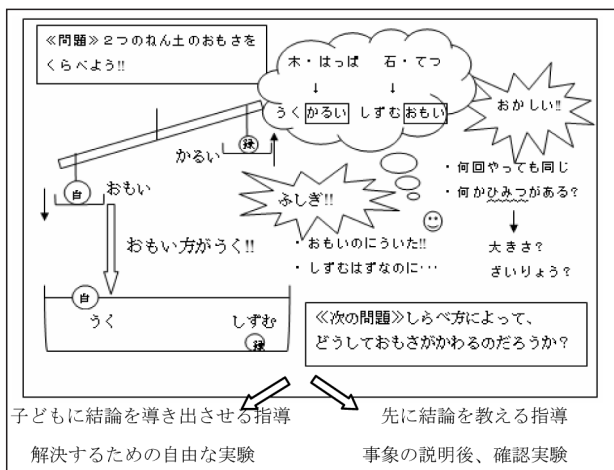 ≪問題≫２つのねん土のおもさを
くらべよう!!
木・はっぱ　石・てつ
↓　↓
うくかるい　しずむおもい
おかしい!!
緑
かるい
白
おもい
・何回やっても同じ
・何かひみつがある?
↓
大きさ?
ざいりょう?
ふしぎ!!
・おもいのにういた!!
・しずむはずなのに…
おもい方がうく!!
白
うく
しずむ
緑
≪次の問題≫しらべ方によって、
どうしておもさがかわるのだろうか?
子どもに結論を導き出させる指導
解決するための自由な実験
先に結論を教える指導
事象の説明後、確認実験